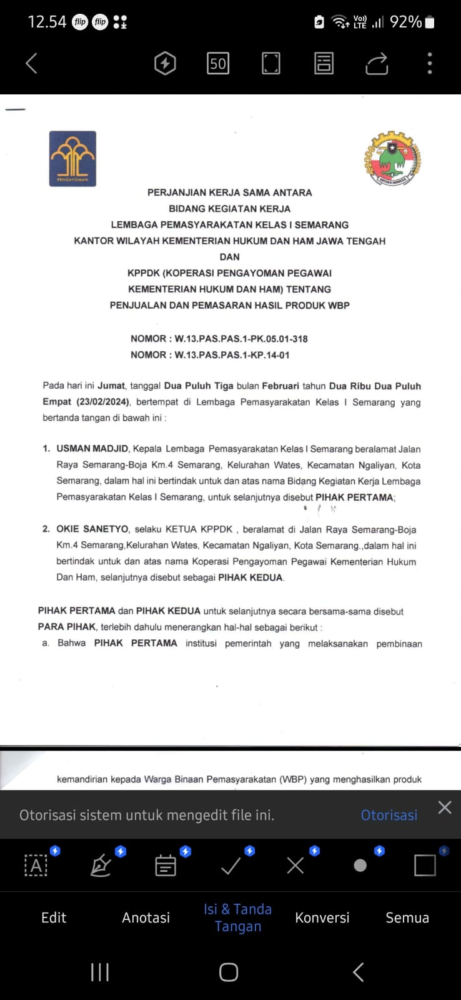 12.54 flip flip Vo)) LTE 92%
50
PENGAYOMAN
KOPERASI INDONESIA
PERJANJIAN KERJA SAMA ANTARA
BIDANG KEGIATAN KERJA
LEMBAGA PEMASYARAKATAN KELAS I SEMARANG
KANTOR WILAYAH KEMENTERIAN HUKUM DAN HAM JAWA TENGAH
DAN
KPPDK (KOPERASI PENGAYOMAN PEGAWAI
KEMENTERIAN HUKUM DAN HAM) TENTANG
PENJUALAN DAN PEMASARAN HASIL PRODUK WBP
NOMOR : W.13.PAS.PAS.1-PK.05.01-318
NOMOR : W.13.PAS.PAS.1-KP.14-01
Pada hari ini Jumat, tanggal Dua Puluh Tiga bulan Februari tahun Dua Ribu Dua Puluh
Empat (23/02/2024), bertempat di Lembaga Pemasyarakatan Kelas I Semarang yang
bertanda tangan di bawah ini :
1. USMAN MADJID, Kepala Lembaga Pemasyarakatan Kelas I Semarang beralamat Jalan
Raya Semarang-Boja Km.4 Semarang, Kelurahan Wates, Kecamatan Ngaliyan, Kota
Semarang, dalam hal ini bertindak untuk dan atas nama Bidang Kegiatan Kerja Lembaga
Pemasyarakatan Kelas I Semarang, untuk selanjutnya disebut PIHAK PERTAMA;
2. OKIE SANETYO, selaku KETUA KPPDK , beralamat di Jalan Raya Semarang-Boja
Km.4 Semarang,Kelurahan Wates, Kecamatan Ngaliyan, Kota Semarang.,dalam hal ini
bertindak untuk dan atas nama Koperasi Pengayoman Pegawai Kementerian Hukum
Dan Ham, selanjutnya disebut sebagai PIHAK KEDUA.
PIHAK PERTAMA dan PIHAK KEDUA untuk selanjutnya secara bersama-sama disebut
PARA PIHAK, terlebih dahulu menerangkan hal-hal sebagai berikut :
a. Bahwa PIHAK PERTAMA institusi pemerintah yang melaksanakan pembinaan
kemandirian kepada Warga Binaan Pemasyarakatan (WBP) yang menghasilkan produk
Otorisasi sistem untuk mengedit file ini. Otorisasi
A
Edit Anotasi Isi & Tanda Tangan Konversi Semua